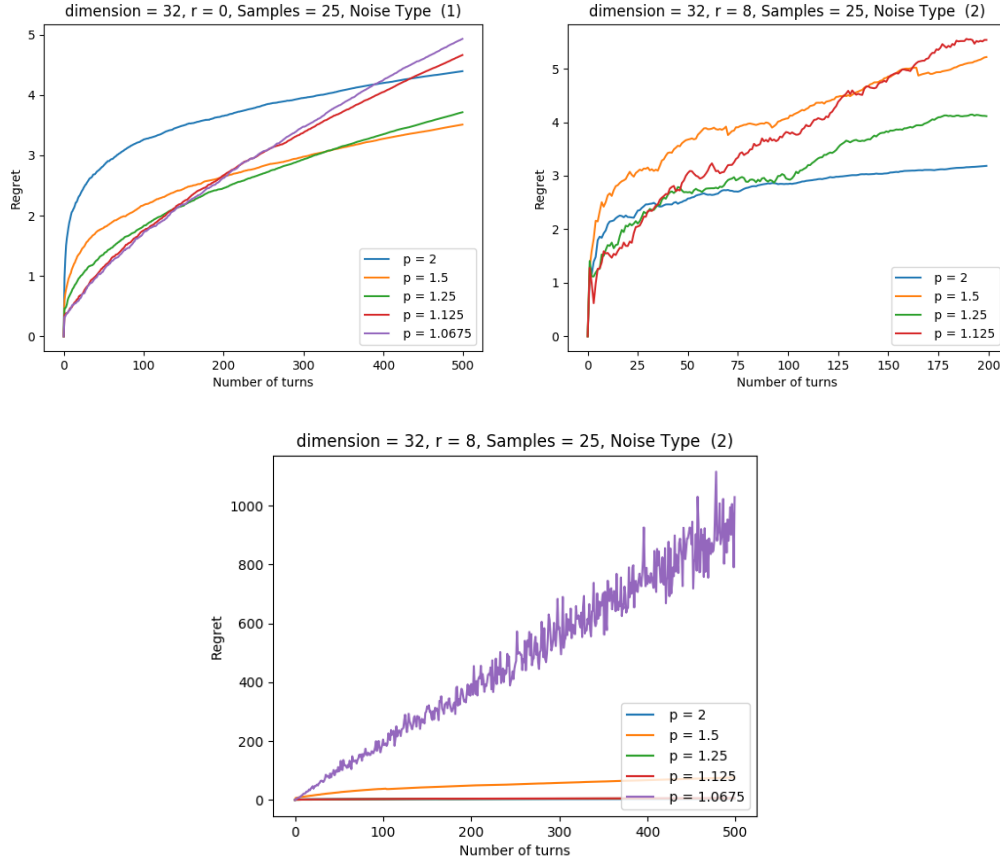 dimension = 32, r = 0, Samples = 25, Noise Type  (1)
5
4
3
2
1
0
Regret
p = 2
p = 1.5
p = 1.25
p = 1.125
p = 1.0675
0 100 200 300 400 500
Number of turns
dimension = 32, r = 8, Samples = 25, Noise Type  (2)
5
4
3
2
1
0
Regret
p = 2
p = 1.5
p = 1.25
p = 1.125
0 25 50 75 100 125 150 175 200
Number of turns
dimension = 32, r = 8, Samples = 25, Noise Type  (2)
1000
800
600
400
200
0
Regret
p = 2
p = 1.5
p = 1.25
p = 1.125
p = 1.0675
0 100 200 300 400 500
Number of turns